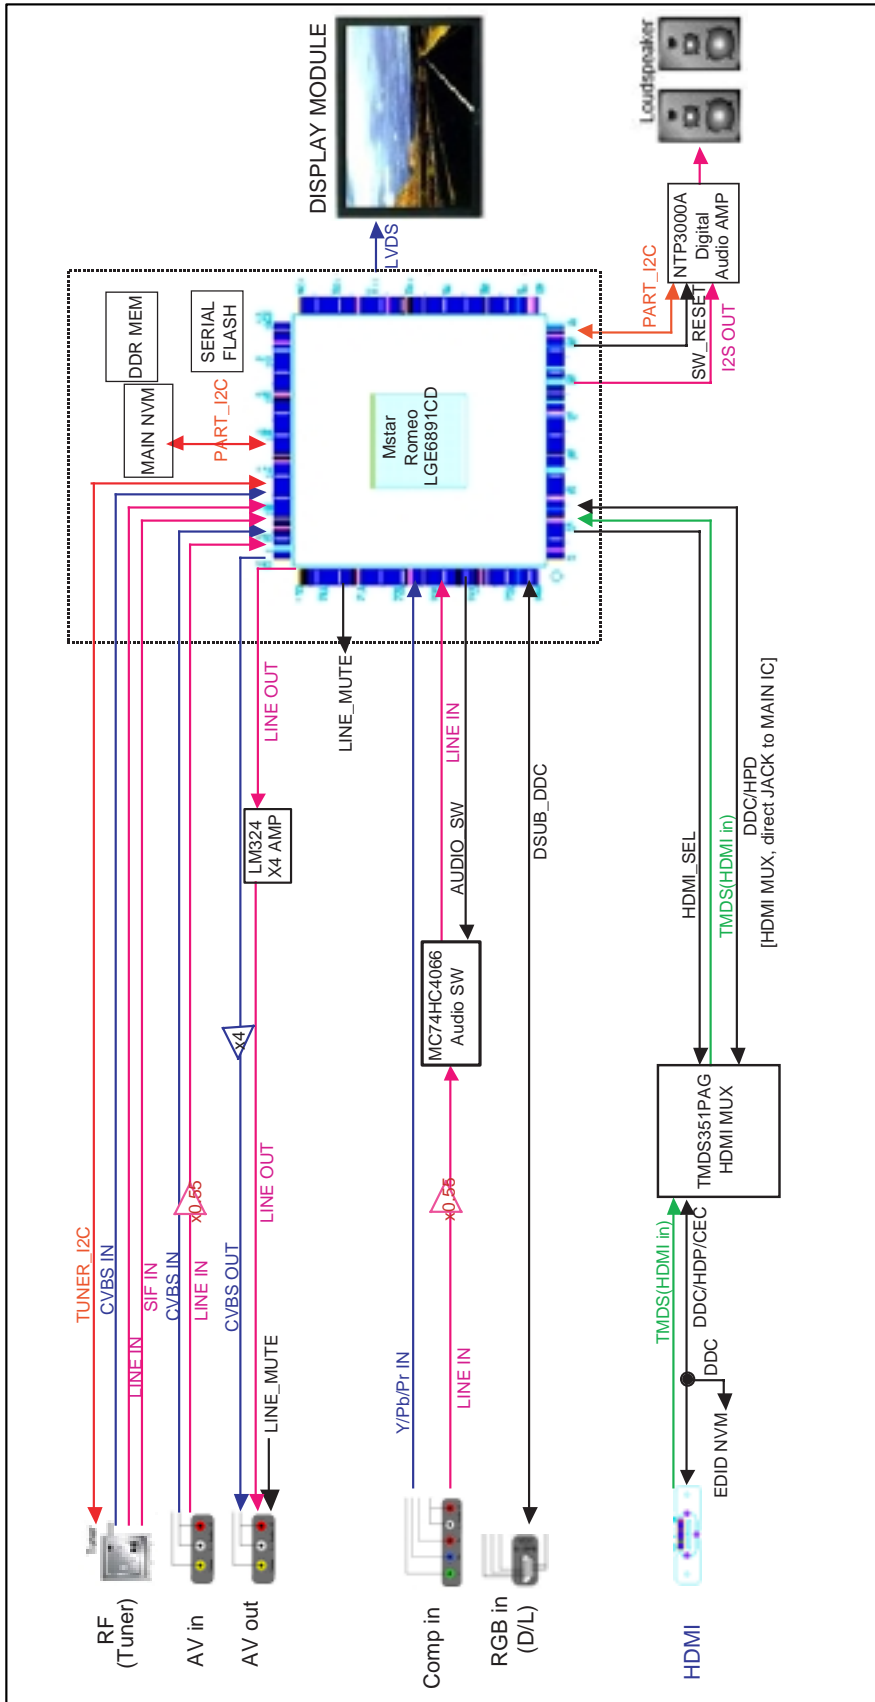 RF
(Tuner)
AV in
AV out
Comp in
RGB in
(D/L)
HDMI
Tuner
TUNER_I2C
CVBS IN
LINE IN
SIF IN
CVBS IN
LINE IN
x0.55
CVBS OUT
LINE OUT
LINE_MUTE
x4
LM324
X4 AMP
LINE OUT
LINE_MUTE
Y/Pb/Pr IN
LINE IN
x0.55
MC74HC4066
Audio SW
LINE IN
AUDIO_SW
DSUB_DDC
TMDS(HDMI in)
DDC/HDP/CEC
DDC
EDID NVM
TMDS351PAG
HDMI MUX
HDMI_SEL
TMDS(HDMI in)
DDC/HPD
[HDMI MUX, direct JACK to MAIN IC]
MAIN NVM
DDR MEM
SERIAL
FLASH
PART_I2C
Mstar
Romeo
LGE6891CD
LVDS
DISPLAY MODULE
PART_I2C
SW_RESET
I2S OUT
NTP3000A
Digital
Audio AMP
Loudspeaker